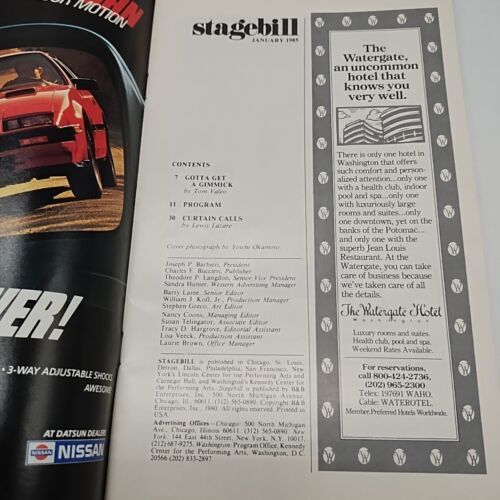 OUR MOTION
VER!
• 3-WAY ADJUSTABLE SHOCKS
AWESOME
AT DATSUN DEALERS
NISSAN
NISSAN
stagebill
JANUARY 1985
CONTENTS
7 GOTTA GET
A GIMMICK
by Tom Valeo
11 PROGRAM
30 CURTAIN CALLS
by Lewis Lazare
Cover photograph by Yoichi Okamoto
Joseph P. Barbieri, President
Charles F. Buccieri, Publisher
Theodore P. Langdon, Senior Vice President
Sandra Hunter, Western Advertising Manager
Barry Laine, Senior Editor
William J. Kofi, Jr., Production Manager
Stephen Greco, Art Editor
Nancy Coons, Managing Editor
Susan Telingator, Associate Editor
Tracy D. Hargrove, Editorial Assistant
Lisa Veeck, Production Assistant
Laurie Brown, Office Manager
STAGEBILL is published in Chicago, St. Louis,
Detroit, Dallas, Philadelphia, San Francisco, New
York's Lincoln Center for the Performing Arts and
Carnegie Hall, and Washington's Kennedy Center
for the Performing Arts. Stagebill is published by B&B
Enterprises, Inc. 500 North Michigan Avenue,
Chicago, Ill. 60611. (312) 565-0890. Copyright B&B
Enterprises, Inc., 1980. All rights reserved. Printed in
USA.
Advertising Offices—Chicago: 500 North Michigan
Ave., Chicago, Illinois 60611. (312) 565-0890. New
York: 144 East 44th Street, New York, N.Y. 10017,
(212) 687-9275. Washington: Program Office, Kennedy
Center for the Performing Arts, Washington, D.C.
20566 (202) 833-2897.
The
Watergate,
an uncommon
hotel that
knows you
very well.
There is only one hotel in
Washington that offers
such comfort and person-
alized attention...only one
with a health club, indoor
pool and spa...only one
with luxuriously large
rooms and suites...only
one downtown, yet on the
banks of the Potomac...
and only one with the
superb Jean Louis
Restaurant. At the
Watergate, you can take
care of business because
we've taken care of all
the details.
The Watergate Hotel
Washington
Luxury rooms and suites.
Health club, pool and spa.
Weekend Rates Available.
For reservations,
call 800-424-2736,
(202) 965-2300
Telex: 197691 WAHO.
Cable: WATEROTEL.
Member.Preferred Hotels Worldwide.